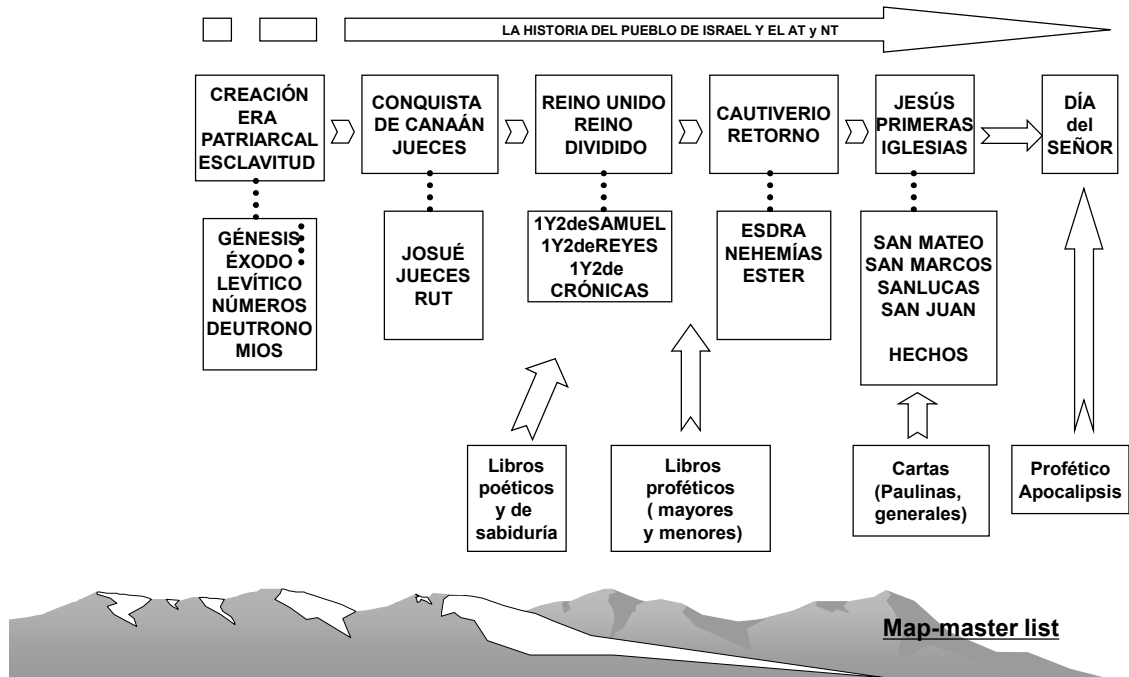 LA HISTORIA DEL PUEBLO DE ISRAEL Y EL AT y NT
CREACIÓN
ERA
PATRIARCAL
ESCLAVITUD
CONQUISTA
DE CANAÁN
JUECES
REINO UNIDO
REINO
DIVIDIDO
CAUTIVERIO
RETORNO
JESÚS
PRIMERAS
IGLESIAS
DÍA
del
SEÑOR
GÉNESIS
ÉXODO
LEVÍTICO
NÚMEROS
DEUTRONO
MIOS
JOSUÉ
JUECES
RUT
1Y2deSAMUEL
1Y2deREYES
1Y2de
CRÓNICAS
ESDRA
NEHEMÍAS
ESTER
SAN MATEO
SAN MARCOS
SANLUCAS
SAN JUAN
HECHOS
Libros
poéticos
y de
sabiduría
Libros
proféticos
( mayores
y menores)
Cartas
(Paulinas,
generales)
Profético
Apocalipsis
Map-master list